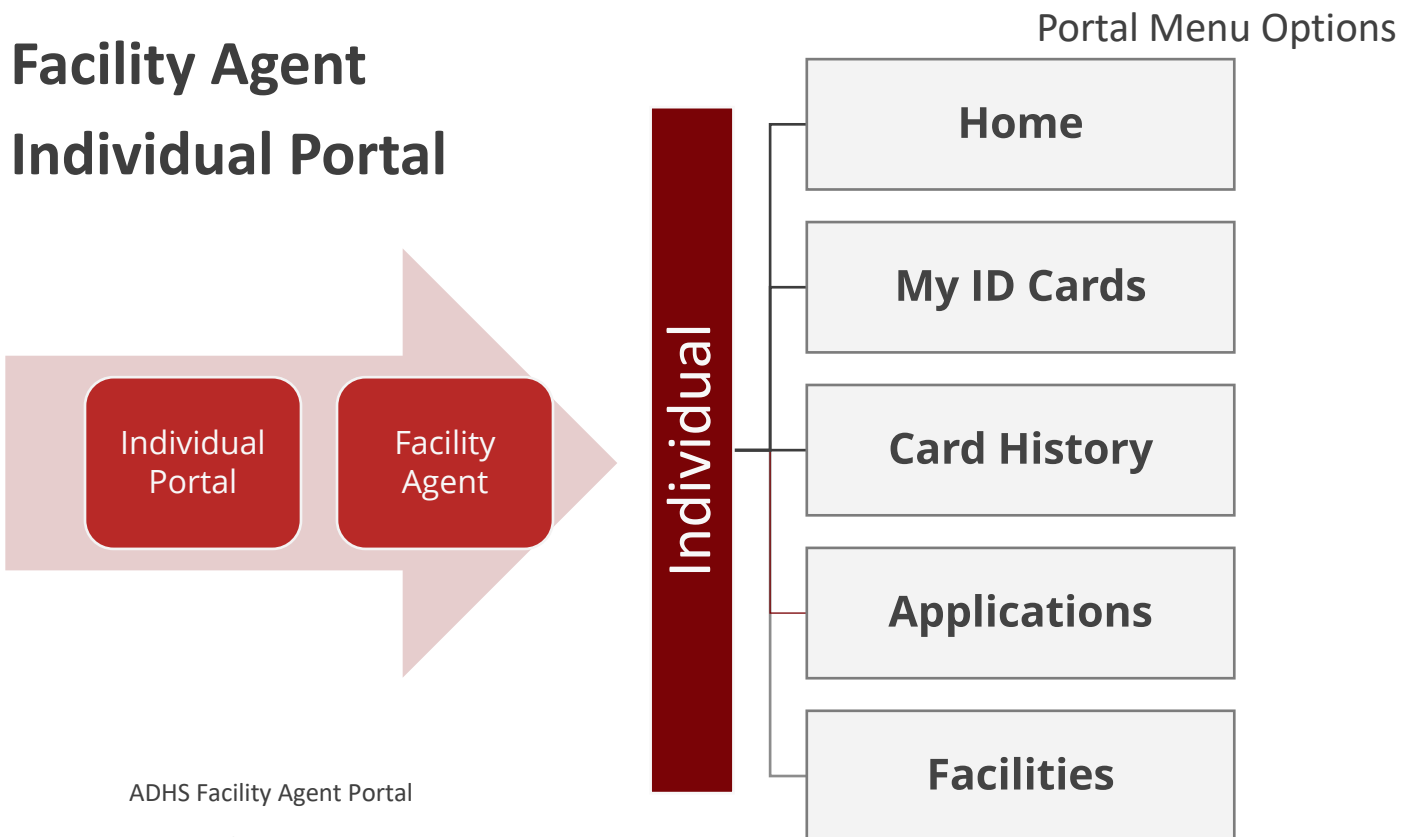 Facility Agent
Individual Portal
Individual
Portal
Facility
Agent
ADHS Facility Agent Portal
Individual
Portal Menu Options
Home
My ID Cards
Card History
Applications
Facilities